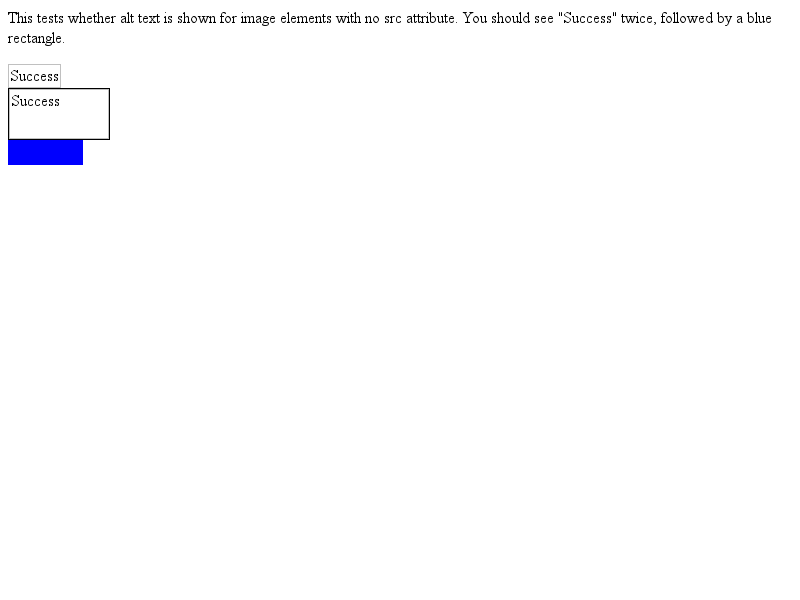 This tests whether alt text is shown for image elements with no src attribute. You should see "Success" twice, followed by a blue
rectangle.
Success
Success